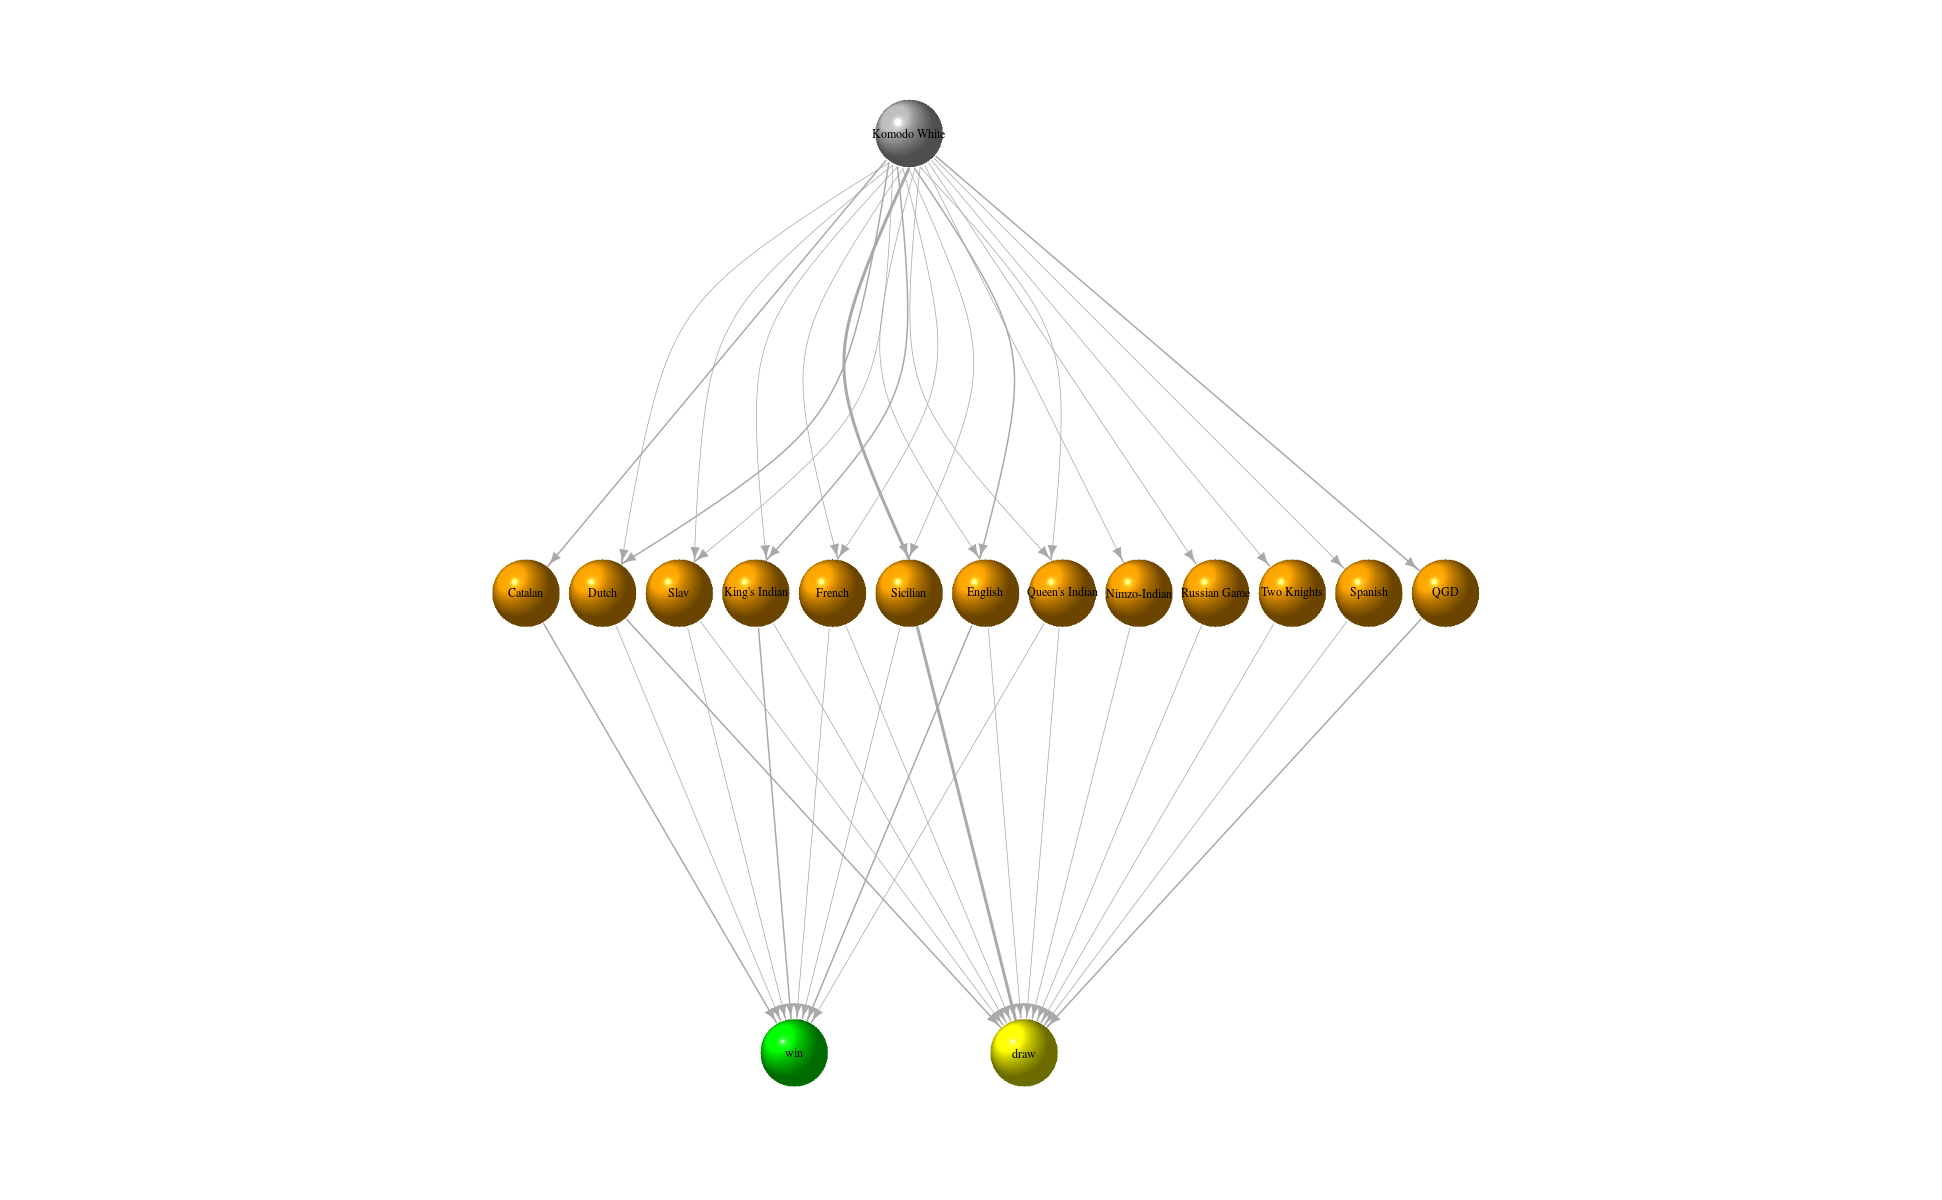 Komodo White
Catalan
Dutch
Slav
King's Indian
French
Sicilian
English
Queen's Indian
Nimzo-Indian
Russian Game
Two Knights
Spanish
QGD
win
draw